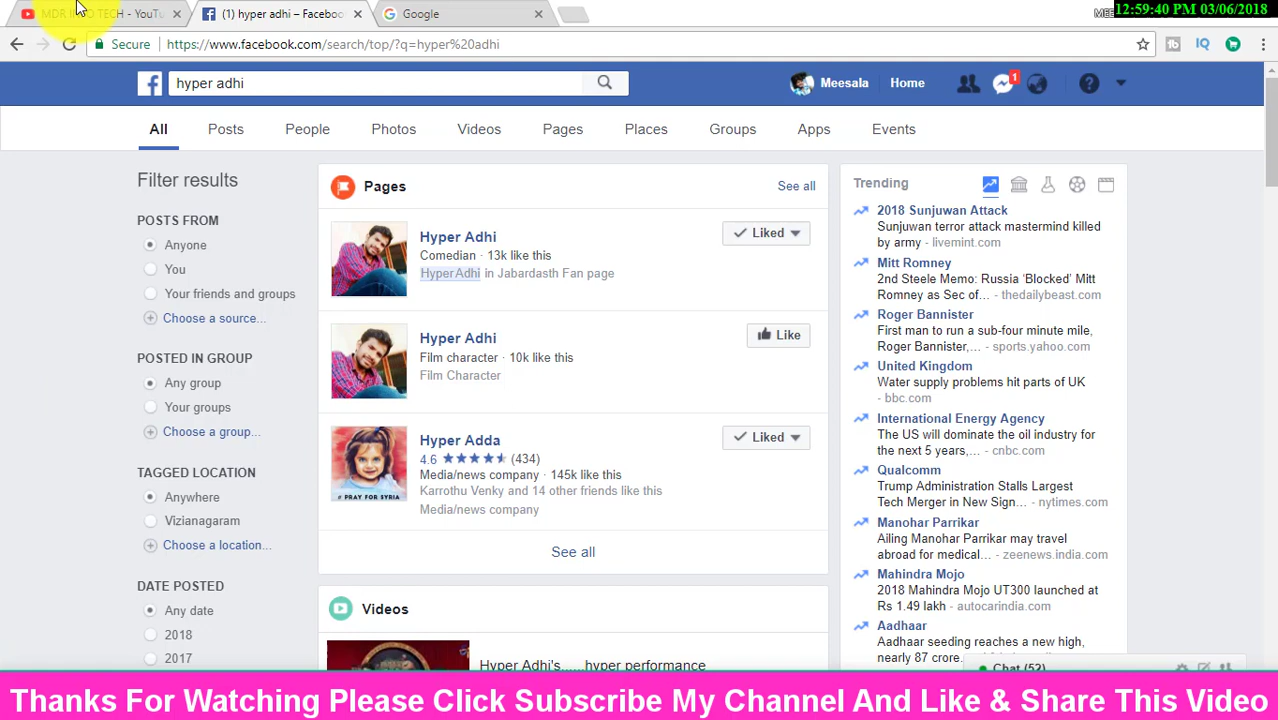 MDR INFO TECH - YouTu
(1) hyper adhi – Faceboo
Google
12:59:40 PM 03/06/2018
Secure
https://www.facebook.com/search/top/?q=hyper%20adhi
hyper adhi
Meesala
Home
1
All
Posts
People
Photos
Videos
Pages
Places
Groups
Apps
Events
Filter results
POSTS FROM
Anyone
You
Your friends and groups
Choose a source...
POSTED IN GROUP
Any group
Your groups
Choose a group...
TAGGED LOCATION
Anywhere
Vizianagaram
Choose a location...
DATE POSTED
Any date
2018
2017
Pages
See all
Hyper Adhi
Comedian · 13k like this
Hyper Adhi in Jabardasth Fan page
Liked
Hyper Adhi
Film character · 10k like this
Film Character
Like
# PRAY FOR SYRIA
Hyper Adda
4.6 (434)
Media/news company · 145k like this
Karrothu Venky and 14 other friends like this
Media/news company
Liked
See all
Videos
Hyper Adhi's......hyper performance
Trending
2018 Sunjuwan Attack
Sunjuwan terror attack mastermind killed
by army - livemint.com
Mitt Romney
2nd Steele Memo: Russia ‘Blocked’ Mitt
Romney as Sec of... - thedailybeast.com
Roger Bannister
First man to run a sub-four minute mile,
Roger Bannister,... - sports.yahoo.com
United Kingdom
Water supply problems hit parts of UK
- bbc.com
International Energy Agency
The US will dominate the oil industry for
the next 5 years,... - cnbc.com
Qualcomm
Trump Administration Stalls Largest
Tech Merger in New Sign... - nytimes.com
Manohar Parrikar
Ailing Manohar Parrikar may travel
abroad for medical... - zeenews.india.com
Mahindra Mojo
2018 Mahindra Mojo UT300 launched at
Rs 1.49 lakh - autocarindia.com
Aadhaar
Aadhaar seeding reaches a new high,
nearly 87 crore...
Chat (52)
Thanks For Watching Please Click Subscribe My Channel And Like & Share This Video